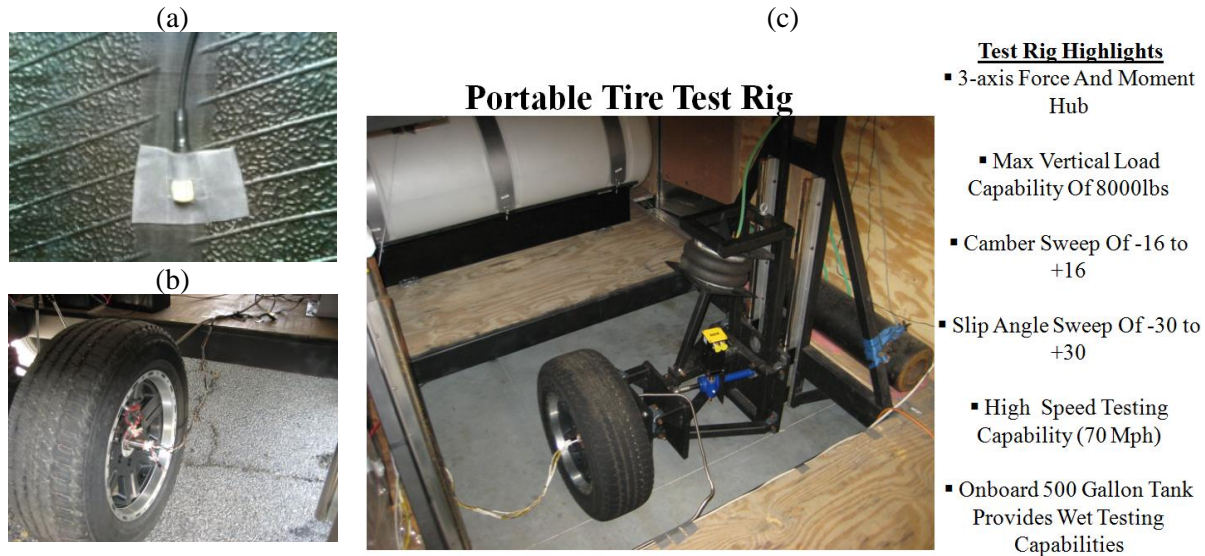 (a)
(b)
(c)
Portable Tire Test Rig
Test Rig Highlights
▪ 3-axis Force And Moment
Hub
▪ Max Vertical Load
Capability Of 8000lbs
▪ Camber Sweep Of -16 to
+16
▪ Slip Angle Sweep Of -30 to
+30
▪ High Speed Testing
Capability (70 Mph)
▪ Onboard 500 Gallon Tank
Provides Wet Testing
Capabilities